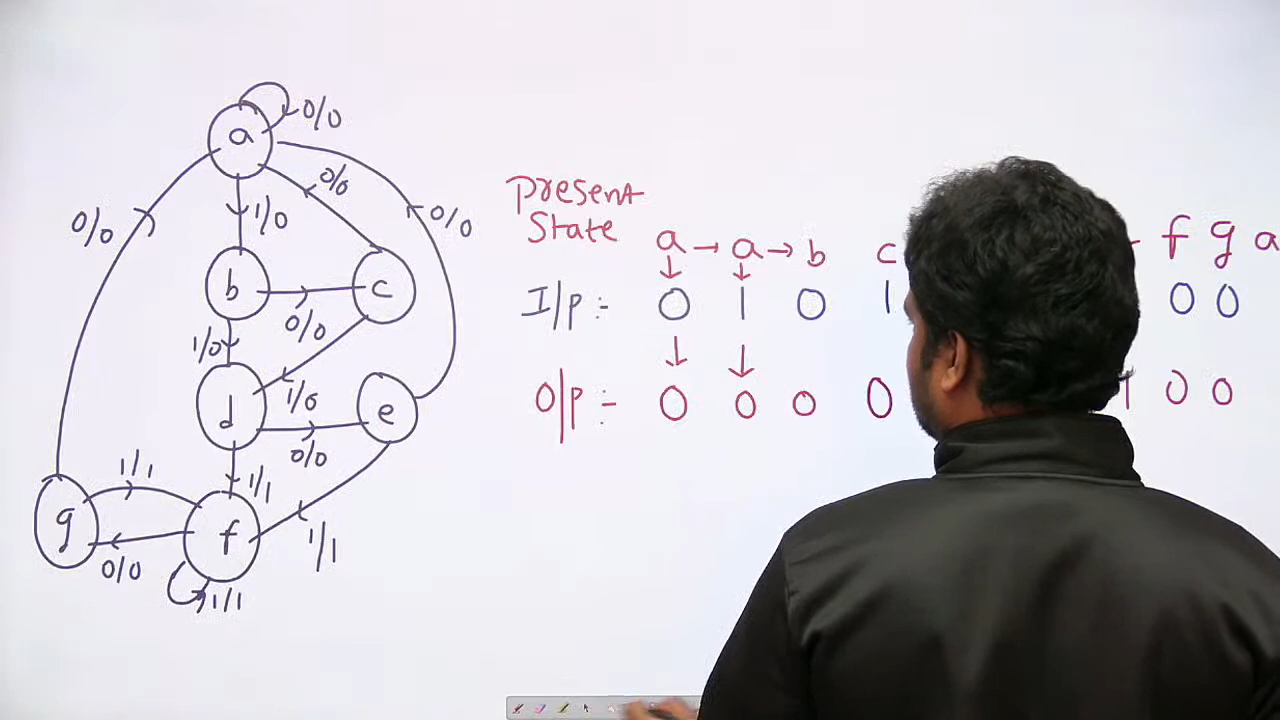 0/0
a
0/0
0/0
1/0
0/0
b
c
0/0
1/0
1/0
d
e
0/0
1/1
1/1
g
f
1/1
0/0
1/1
present
State
a → a → b c f g a
I/p :- 0 1 0 1 0 0
O/p :- 0 0 0 0 1 0 0